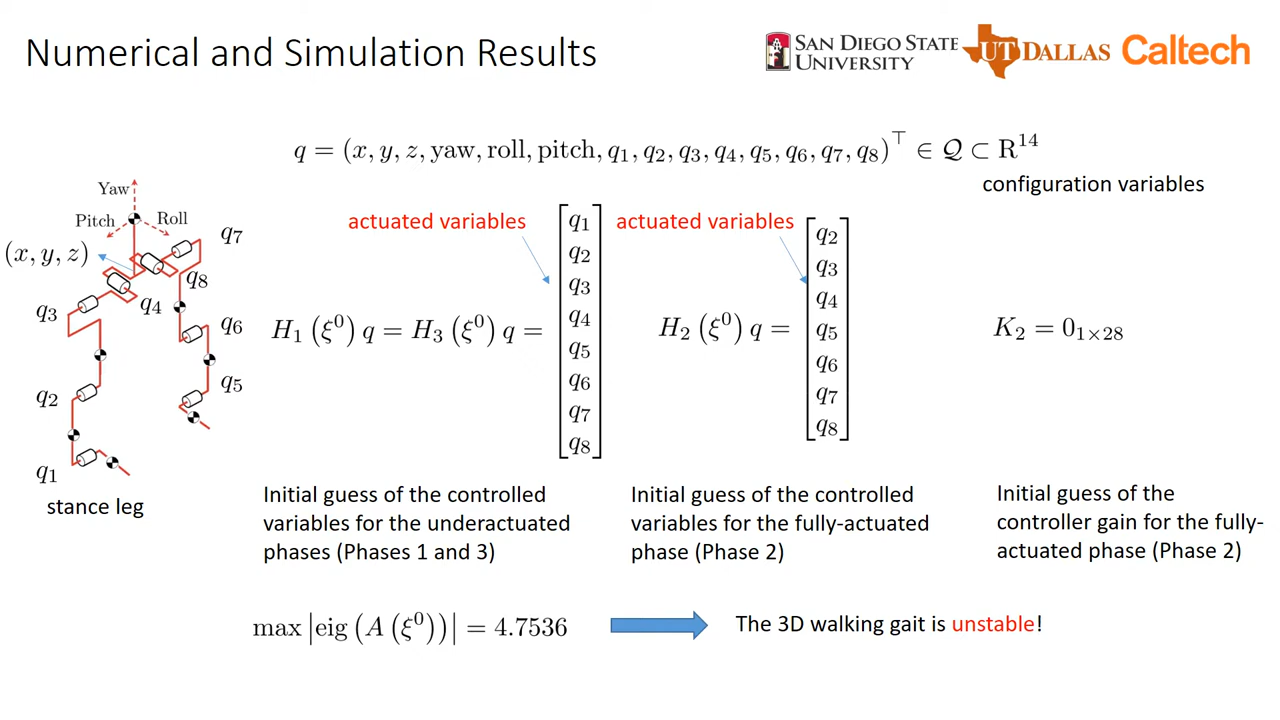 Numerical and Simulation Results
SAN DIEGO STATE
UNIVERSITY
UT DALLAS
Caltech
q = (x, y, z, yaw, roll, pitch, q₁, q₂, q₃, q₄, q₅, q₆, q₇, q₈)^⊤ ∈ 𝒬 ⊂ R¹⁴
configuration variables
Yaw
Pitch
Roll
(x, y, z)
q₇
q₈
q₃
q₄
q₆
q₂
q₅
q₁
stance leg
actuated variables
H₁(ξ⁰) q = H₃(ξ⁰) q =
q₁
q₂
q₃
q₄
q₅
q₆
q₇
q₈
actuated variables
H₂(ξ⁰) q =
q₂
q₃
q₄
q₅
q₆
q₇
q₈
K₂ = 0₁ₓ₂₈
Initial guess of the controlled
variables for the underactuated
phases (Phases 1 and 3)
Initial guess of the controlled
variables for the fully-actuated
phase (Phase 2)
Initial guess of the
controller gain for the fully-
actuated phase (Phase 2)
max |eig (A (ξ⁰))| = 4.7536
The 3D walking gait is unstable!